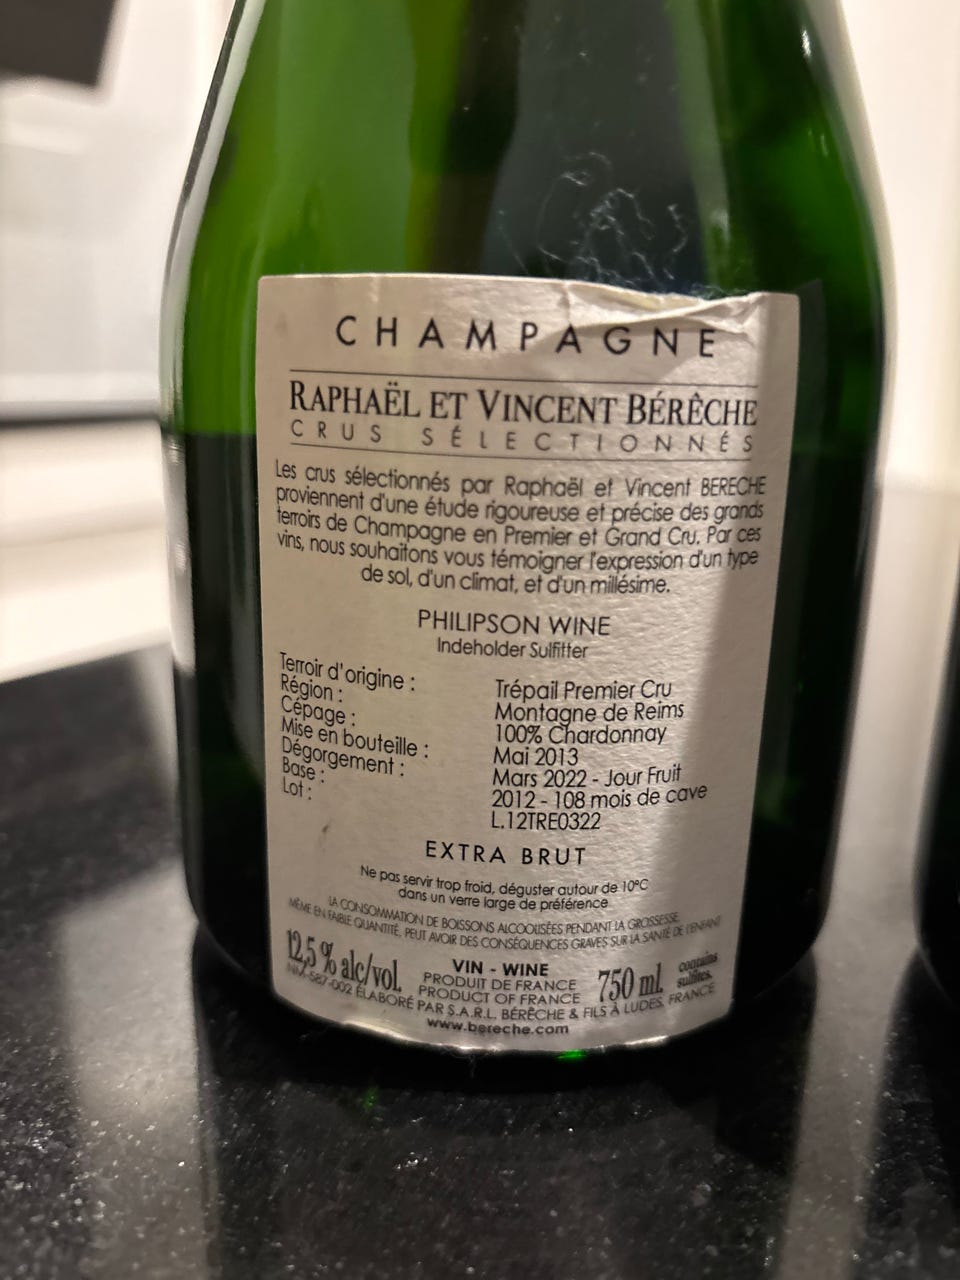 CHAMPAGNE
RAPHAËL ET VINCENT BÉRÊCHE
CRUS SÉLECTIONNÉS
Les crus sélectionnés par Raphaël et Vincent BERECHE
proviennent d'une étude rigoureuse et précise des grands
terroirs de Champagne en Premier et Grand Cru. Par ces
vins, nous souhaitons vous témoigner l'expression d'un type
de sol, d'un climat, et d'un millésime.
PHILIPSON WINE
Indeholder Sulfitter
Terroir d'origine : Trépail Premier Cru
Région : Montagne de Reims
Cépage : 100% Chardonnay
Mise en bouteille : Mai 2013
Dégorgement : Mars 2022 - Jour Fruit
Base : 2012 - 108 mois de cave
Lot : L.12TRE0322
EXTRA BRUT
Ne pas servir trop froid, déguster autour de 10°C
dans un verre large de préférence
LA CONSOMMATION DE BOISSONS ALCOOLISÉES PENDANT LA GROSSESSE,
MÊME EN FAIBLE QUANTITÉ, PEUT AVOIR DES CONSÉQUENCES GRAVES SUR LA SANTÉ DE L'ENFANT
12,5 % alc/vol. VIN - WINE 750 ml contains
PRODUIT DE FRANCE sulfites.
PRODUCT OF FRANCE
NM-587-002 ÉLABORÉ PAR S.A.R.L. BÉRÊCHE & FILS À LUDES, FRANCE
www.bereche.com